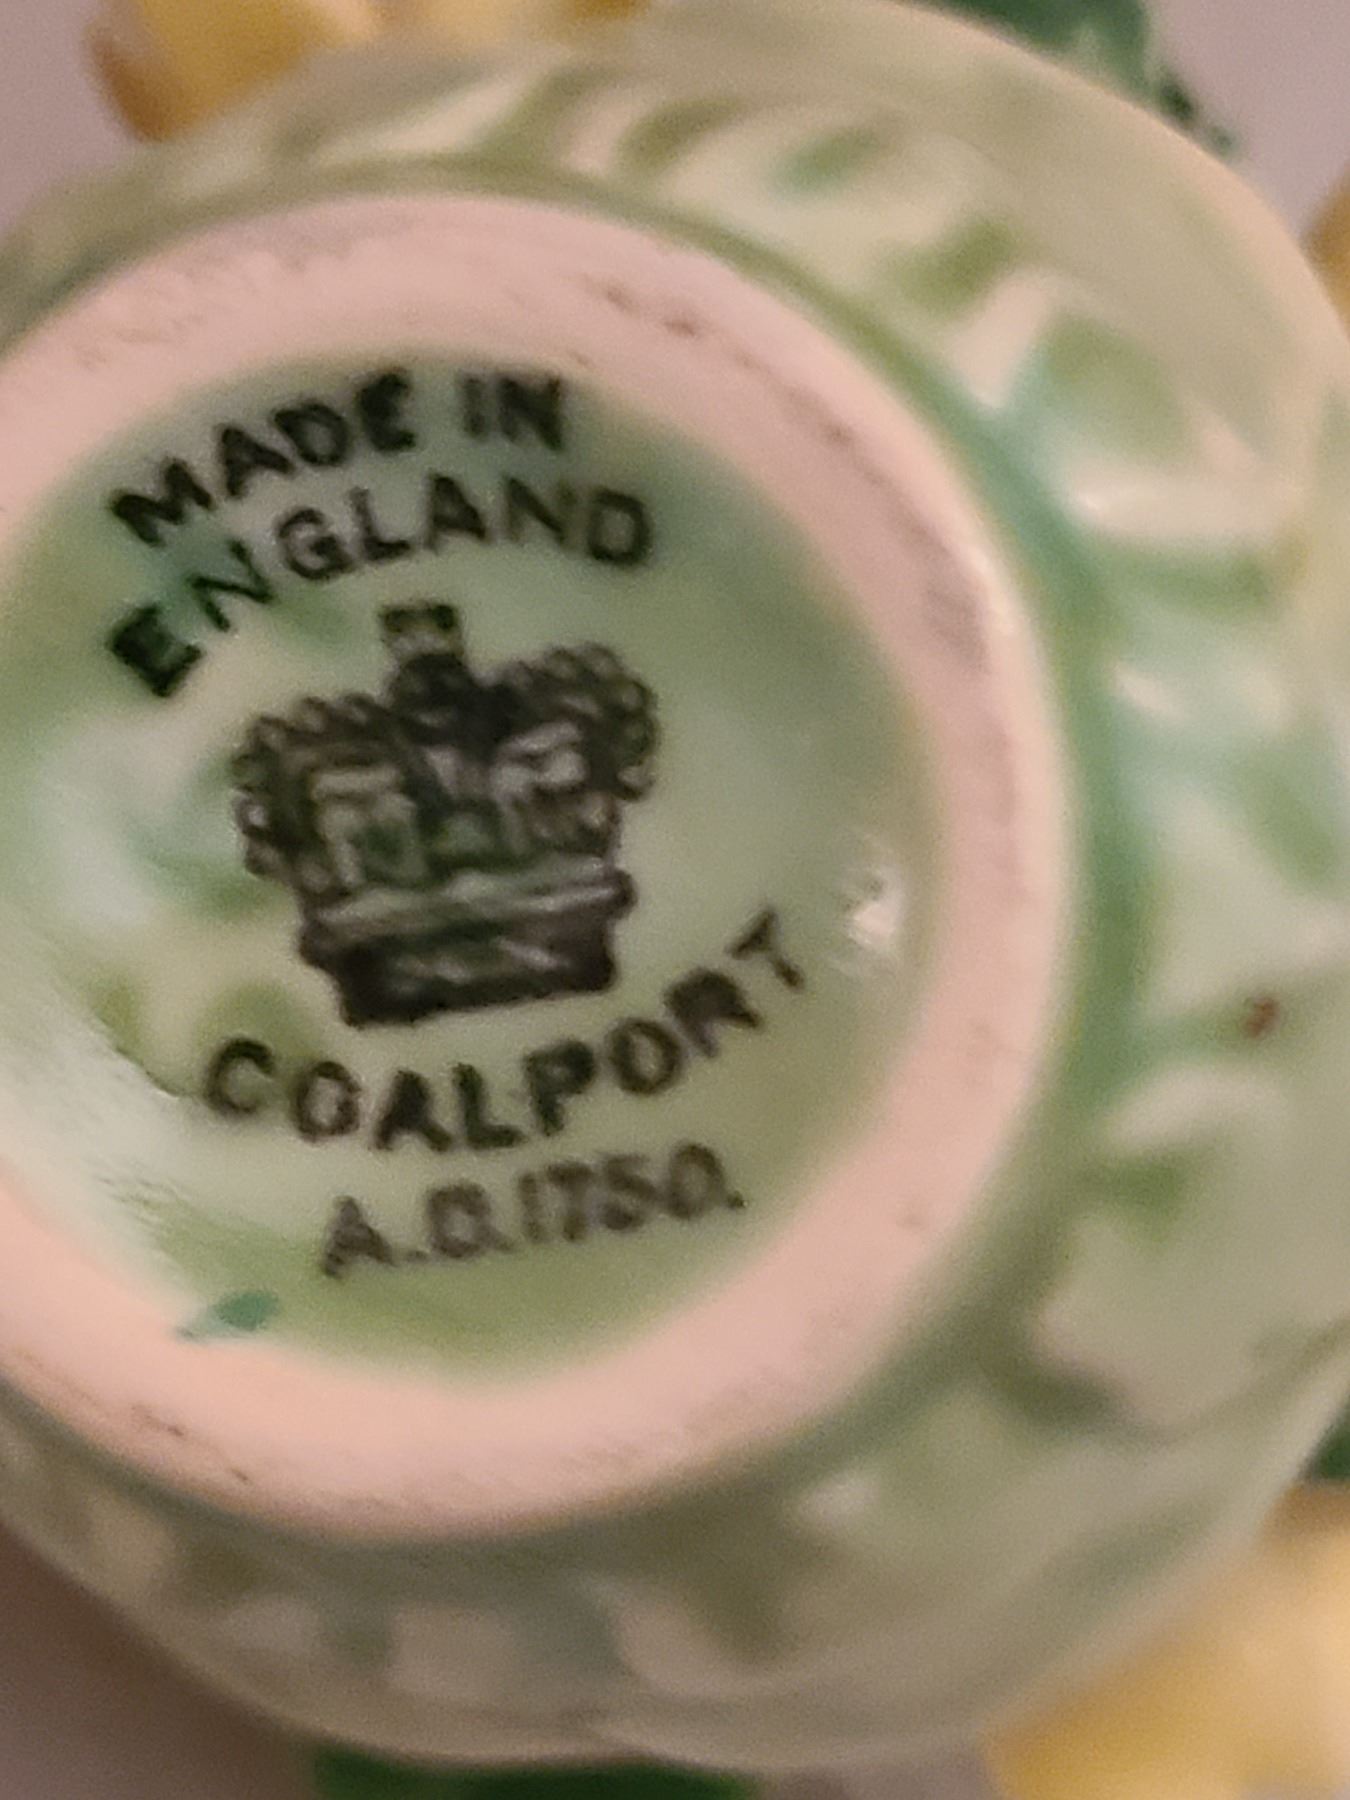 MADE IN
ENGLAND
COALPORT
A.D.1750.